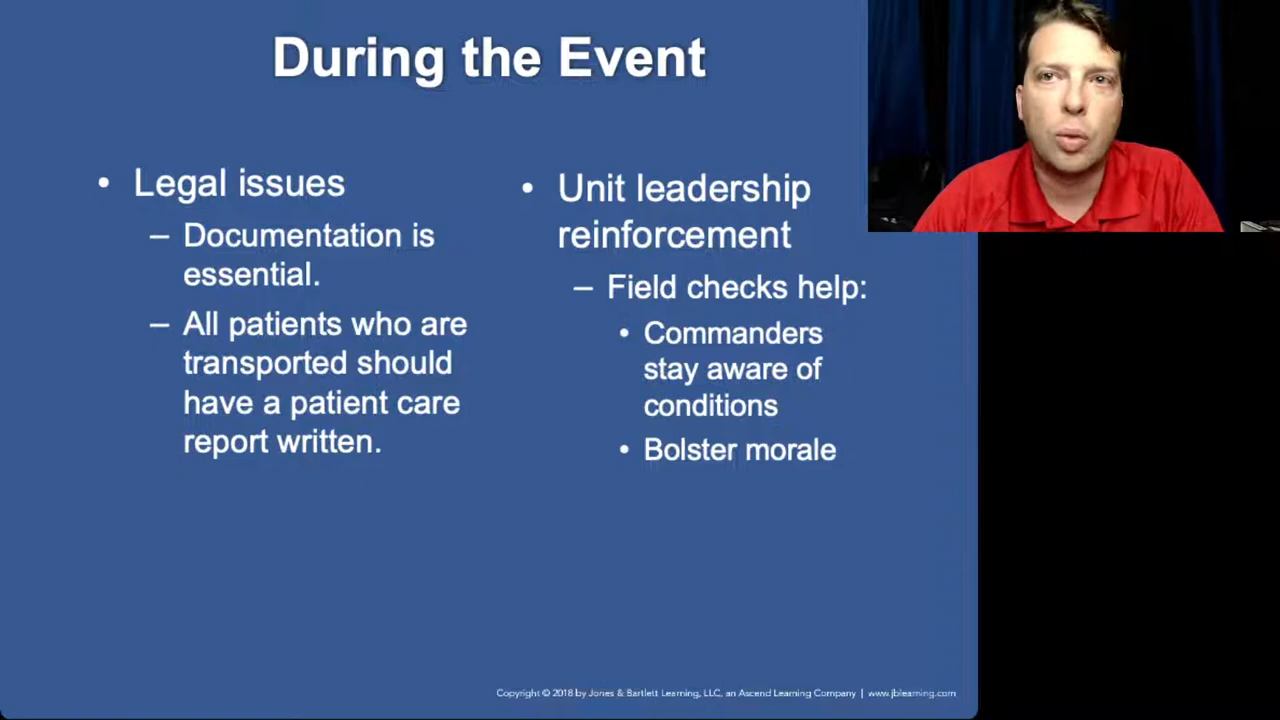 During the Event
• Legal issues
– Documentation is
essential.
– All patients who are
transported should
have a patient care
report written.
• Unit leadership
reinforcement
– Field checks help:
• Commanders
stay aware of
conditions
• Bolster morale
Copyright © 2018 by Jones & Bartlett Learning, LLC, an Ascend Learning Company | www.jblearning.com